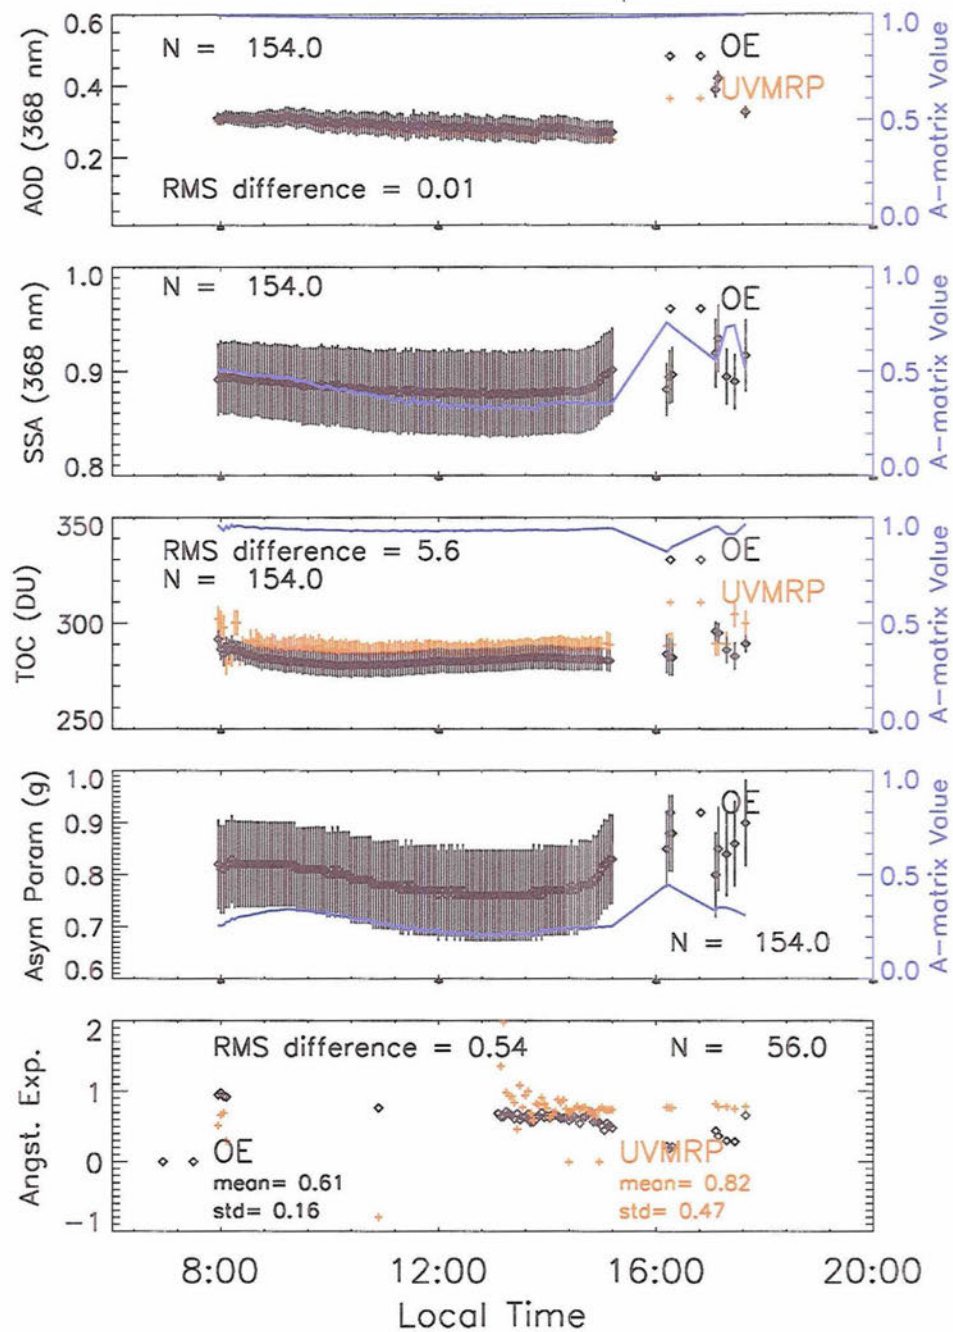 0.6
0.4
0.2
AOD (368 nm)
N = 154.0
RMS difference = 0.01
OE
UVMRP
1.0
0.5
0.0
A-matrix Value
1.0
0.9
0.8
SSA (368 nm)
N = 154.0
OE
1.0
0.5
0.0
A-matrix Value
350
300
250
TOC (DU)
RMS difference = 5.6
N = 154.0
OE
UVMRP
1.0
0.5
0.0
A-matrix Value
1.0
0.9
0.8
0.7
0.6
Asym Param (g)
OE
N = 154.0
1.0
0.5
0.0
A-matrix Value
2
1
0
-1
Angst. Exp.
RMS difference = 0.54
N = 56.0
OE
mean= 0.61
std= 0.16
UVMRP
mean= 0.82
std= 0.47
8:00 12:00 16:00 20:00
Local Time